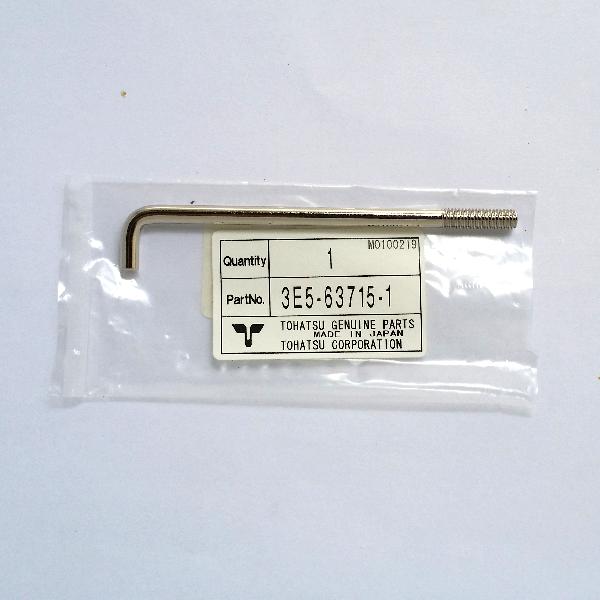 M0100219
Quantity 1
PartNo. 3E5-63715-1
TOHATSU GENUINE PARTS
MADE IN JAPAN
TOHATSU CORPORATION